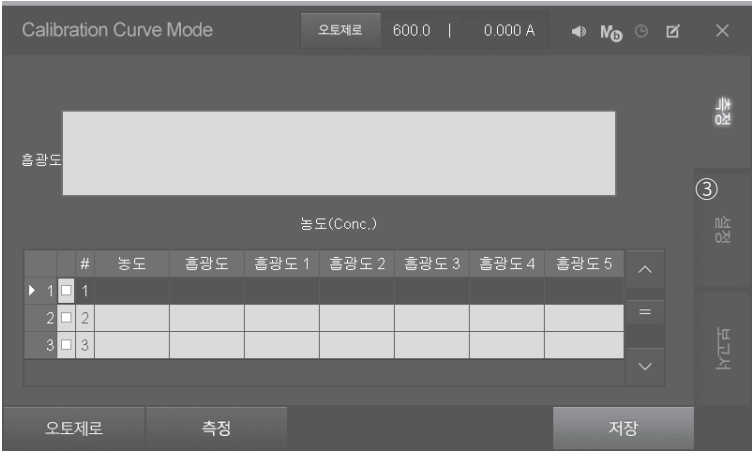 Calibration Curve Mode 오토제로 600.0 | 0.000 A Mb
측정
흡광도
③
농도(Conc.)
설정
# 농도 흡광도 흡광도 1 흡광도 2 흡광도 3 흡광도 4 흡광도 5
1 1
2 2
3 3
보고서
오토제로 측정 저장